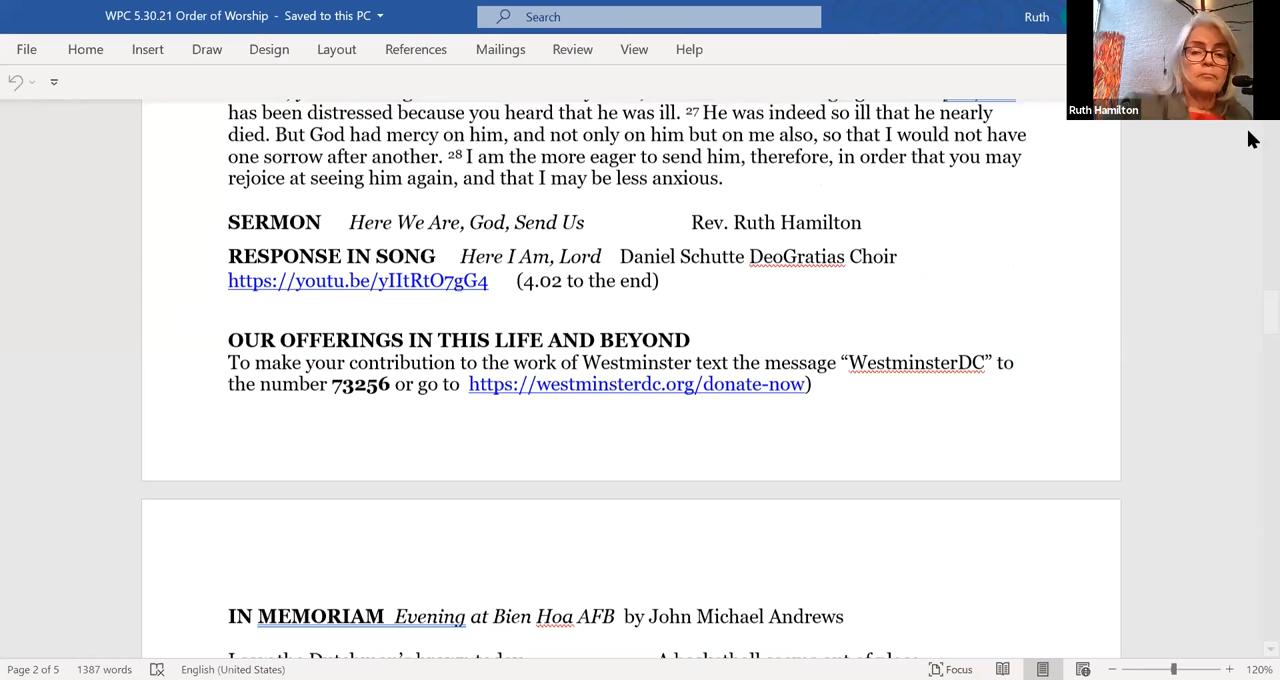 WPC 5.30.21 Order of Worship - Saved to this PC
Search
Ruth
File Home Insert Draw Design Layout References Mailings Review View Help
Ruth Hamilton
has been distressed because you heard that he was ill. 27 He was indeed so ill that he nearly
died. But God had mercy on him, and not only on him but on me also, so that I would not have
one sorrow after another. 28 I am the more eager to send him, therefore, in order that you may
rejoice at seeing him again, and that I may be less anxious.
SERMON Here We Are, God, Send Us Rev. Ruth Hamilton
RESPONSE IN SONG Here I Am, Lord Daniel Schutte DeoGratias Choir
https://youtu.be/yIItRtO7gG4 (4.02 to the end)
OUR OFFERINGS IN THIS LIFE AND BEYOND
To make your contribution to the work of Westminster text the message “WestminsterDC” to
the number 73256 or go to https://westminsterdc.org/donate-now)
IN MEMORIAM Evening at Bien Hoa AFB by John Michael Andrews
Page 2 of 5 1387 words English (United States) Focus 120%